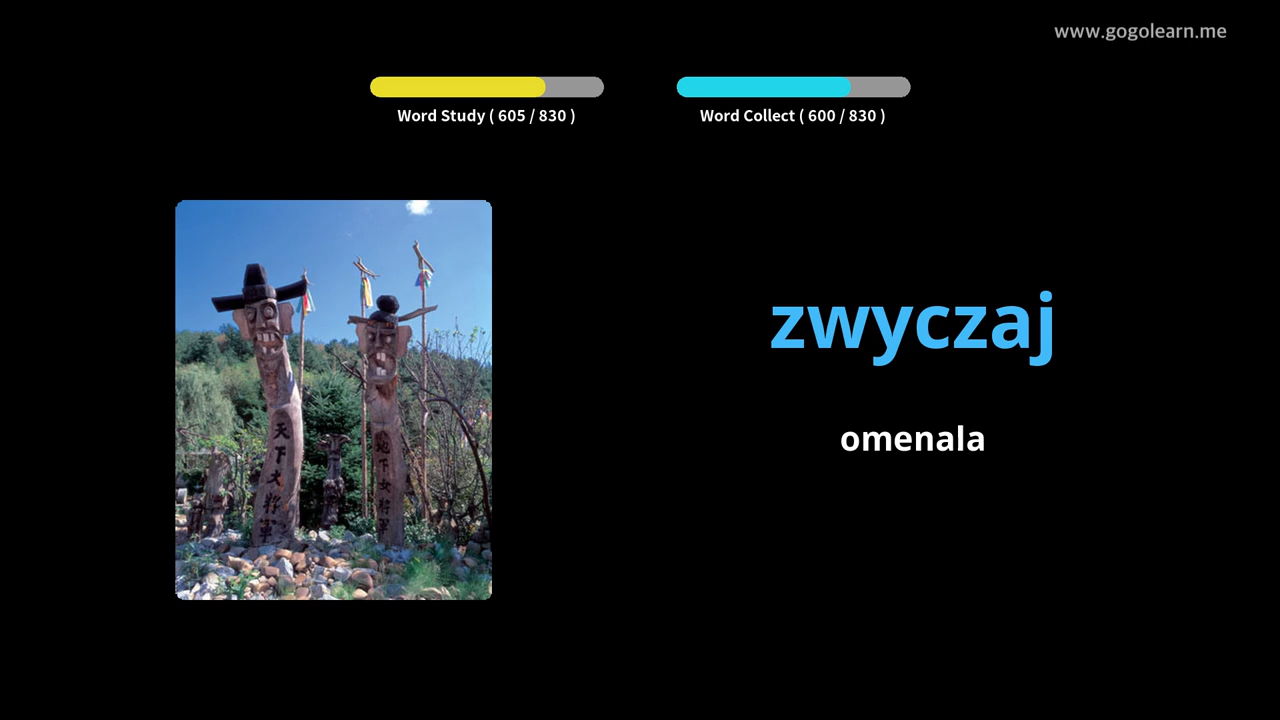 www.gogolearn.me
Word Study ( 605 / 830 )
Word Collect ( 600 / 830 )
zwyczaj
omenala
天下大將軍
地下女將軍